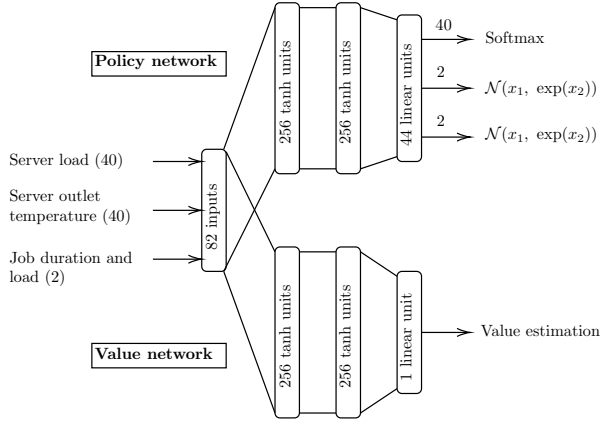 Policy network
Server load (40)
Server outlet
temperature (40)
Job duration and
load (2)
82 inputs
256 tanh units
256 tanh units
44 linear units
40
Softmax
2
𝒩(x₁, exp(x₂))
2
𝒩(x₁, exp(x₂))
Value network
256 tanh units
256 tanh units
1 linear unit
Value estimation